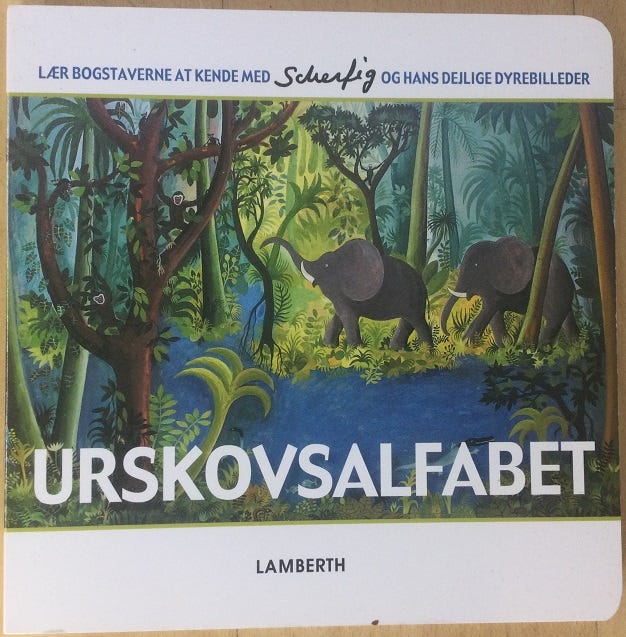 LÆR BOGSTAVERNE AT KENDE MED Scherfig OG HANS DEJLIGE DYREBILLEDER
URSKOVSALFABET
LAMBERTH